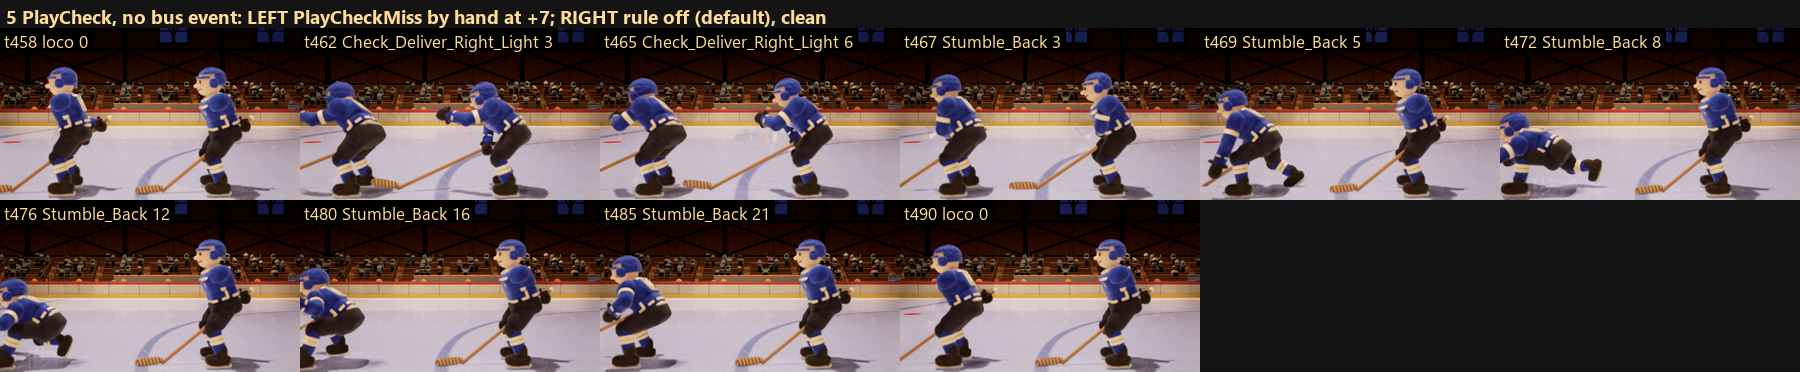 5 PlayCheck, no bus event: LEFT PlayCheckMiss by hand at +7; RIGHT rule off (default), clean
t458 loco 0
t462 Check_Deliver_Right_Light 3
t465 Check_Deliver_Right_Light 6
t467 Stumble_Back 3
t469 Stumble_Back 5
t472 Stumble_Back 8
t476 Stumble_Back 12
t480 Stumble_Back 16
t485 Stumble_Back 21
t490 loco 0